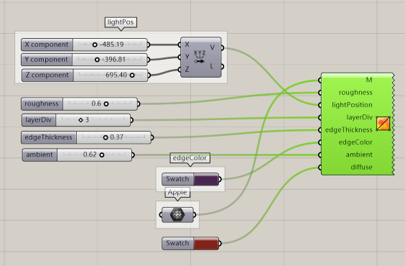 lightPos
X component -485.19
Y component -396.81
Z component 695.40
X
Y
Z
XYZ
V
L
roughness 0.6
layerDiv 3
edgeThickness 0.37
ambient 0.62
edgeColor
Swatch
Apple
Swatch
M
roughness
lightPosition
layerDiv
edgeThickness
edgeColor
ambient
diffuse